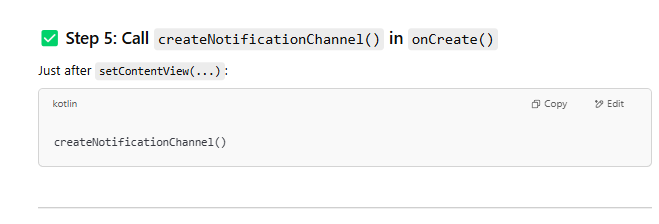 ✅ Step 5: Call createNotificationChannel() in onCreate()
Just after setContentView(...):
kotlin Copy Edit
createNotificationChannel()